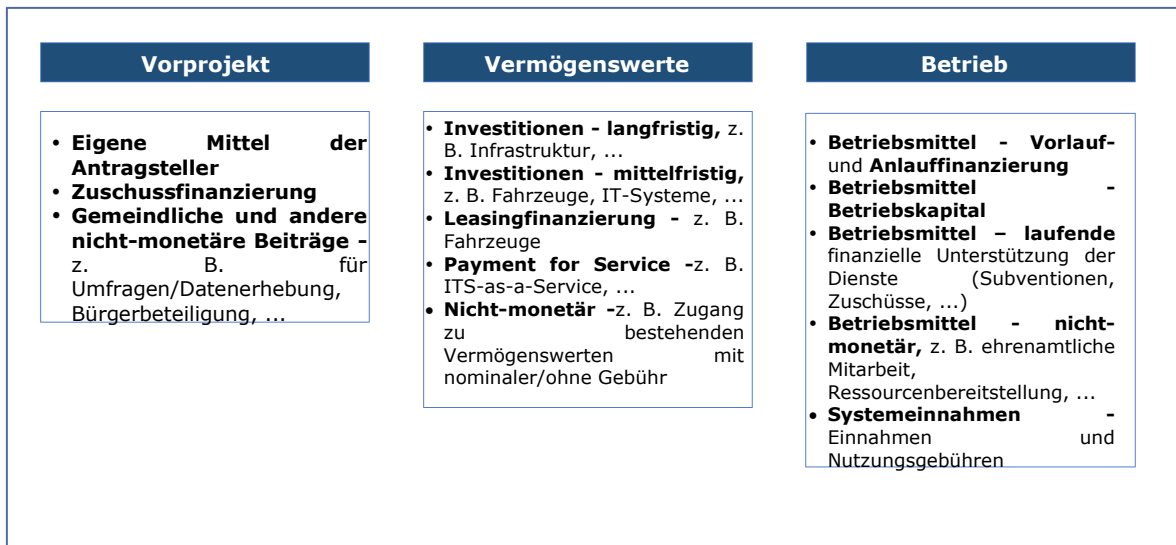 Vorprojekt
• Eigene Mittel der
Antragsteller
• Zuschussfinanzierung
• Gemeindliche und andere
nicht-monetäre Beiträge -
z. B. für
Umfragen/Datenerhebung,
Bürgerbeteiligung, ...
Vermögenswerte
• Investitionen - langfristig, z.
B. Infrastruktur, ...
• Investitionen - mittelfristig,
z. B. Fahrzeuge, IT-Systeme, ...
• Leasingfinanzierung - z. B.
Fahrzeuge
• Payment for Service -z. B.
ITS-as-a-Service, ...
• Nicht-monetär -z. B. Zugang
zu bestehenden
Vermögenswerten mit
nominaler/ohne Gebühr
Betrieb
• Betriebsmittel - Vorlauf-
und Anlauffinanzierung
• Betriebsmittel -
Betriebskapital
• Betriebsmittel – laufende
finanzielle Unterstützung der
Dienste (Subventionen,
Zuschüsse, ...)
• Betriebsmittel - nicht-
monetär, z. B. ehrenamtliche
Mitarbeit,
Ressourcenbereitstellung, ...
• Systemeinnahmen -
Einnahmen und
Nutzungsgebühren